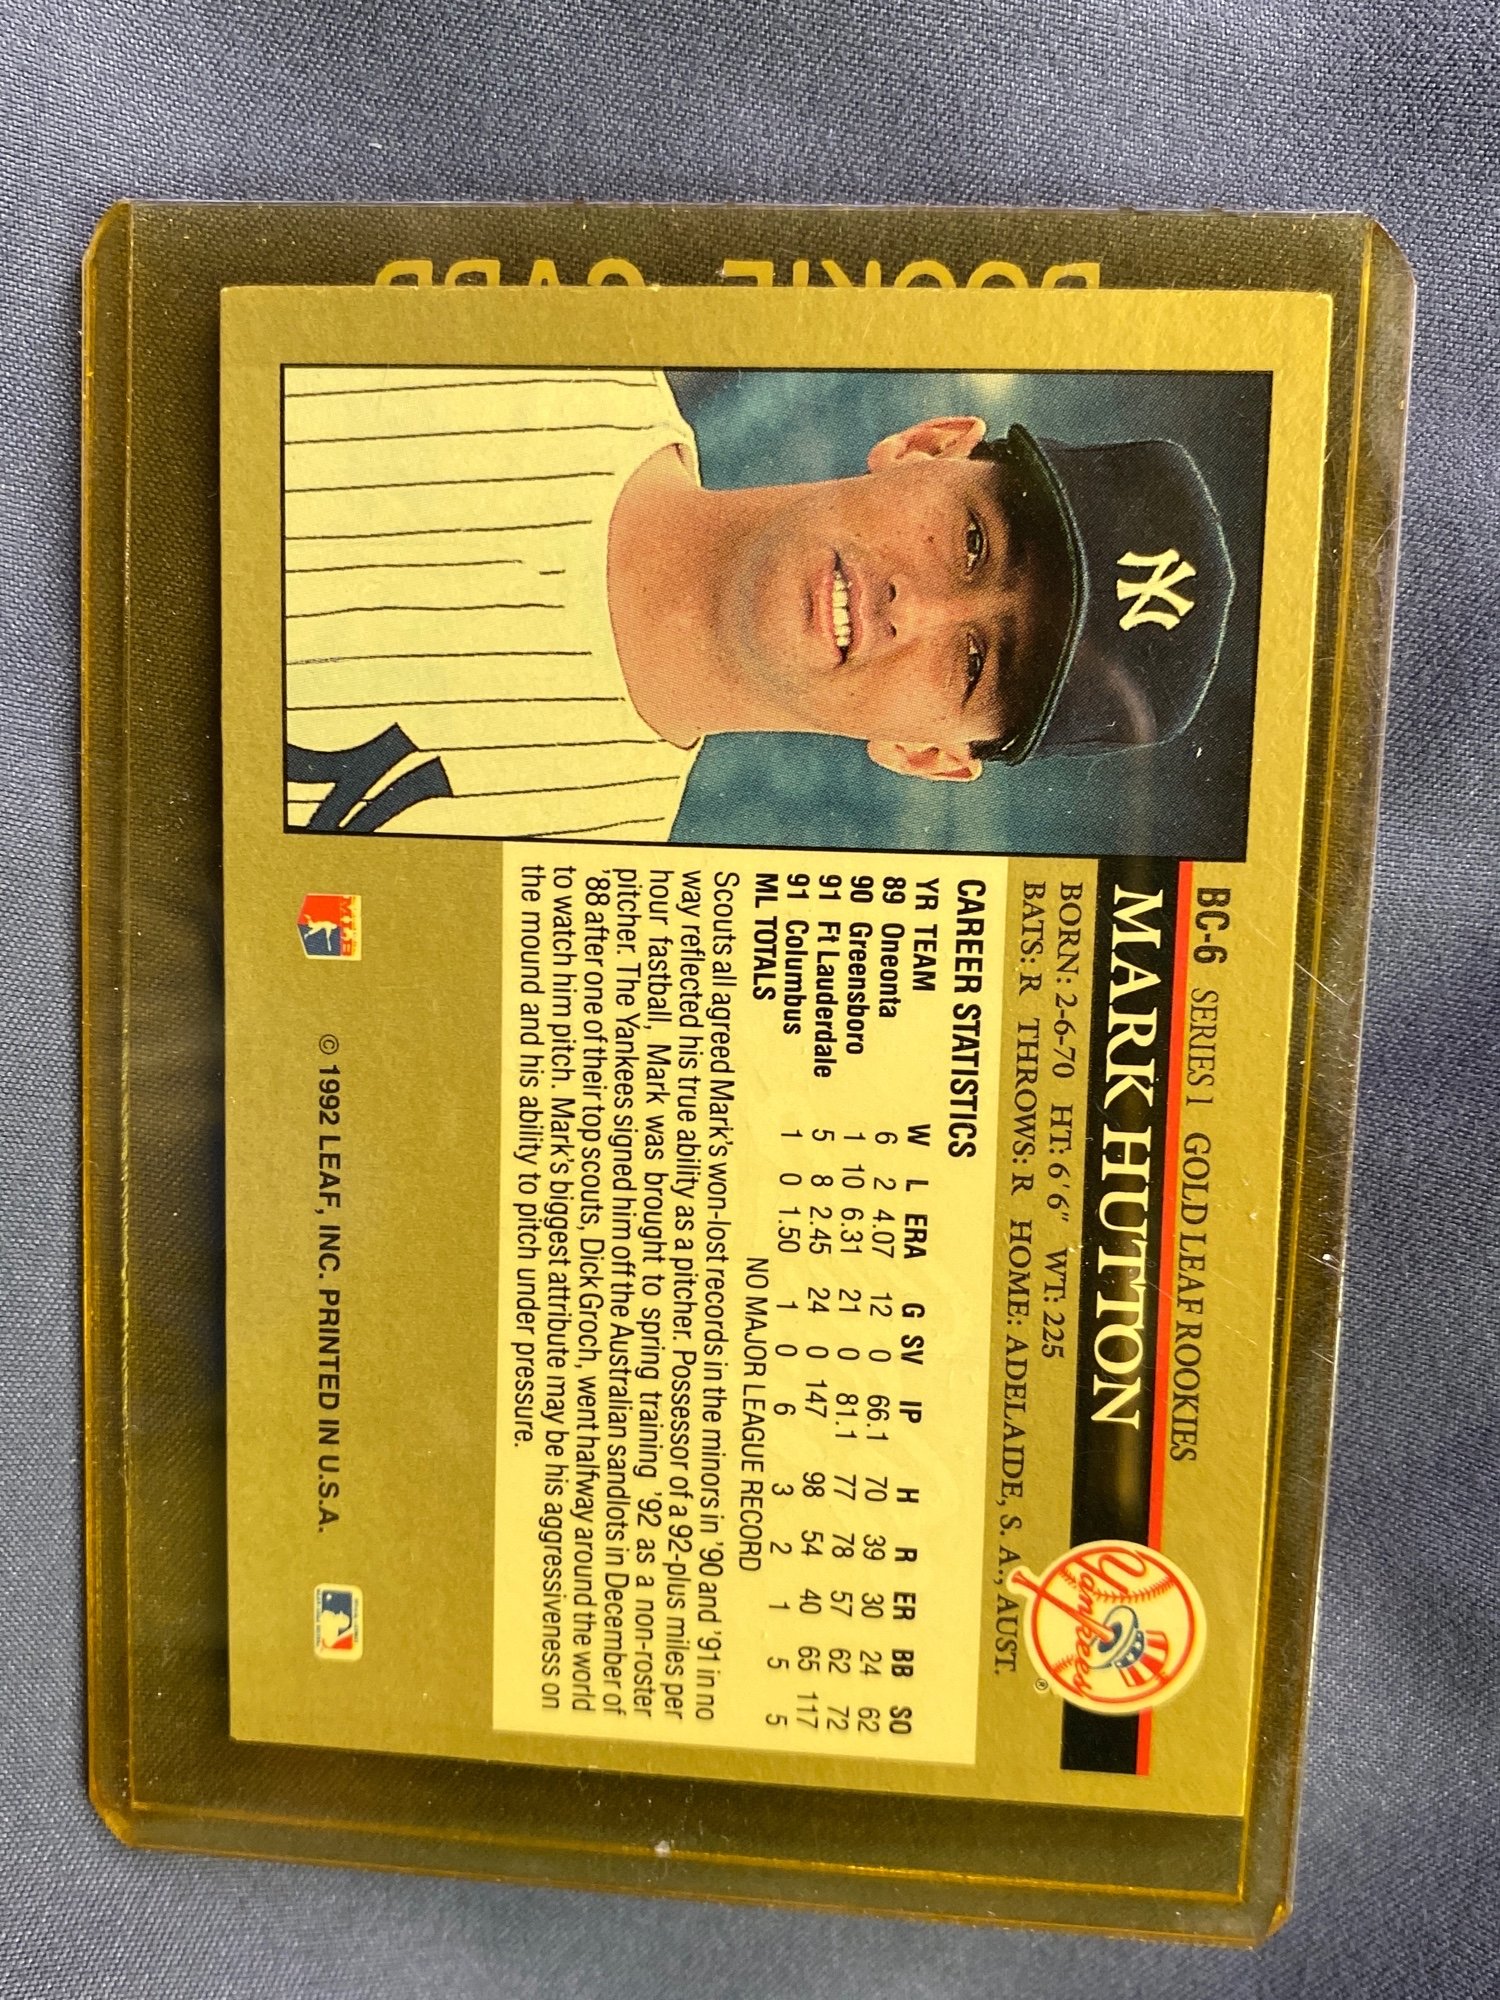 ROOKIE CARD
BC-6 SERIES 1 GOLD LEAF ROOKIES
MARK HUTTON
Yankees ®
BORN: 2-6-70 HT: 6'6" WT: 225
BATS: R THROWS: R HOME: ADELAIDE, S. A., AUST.
CAREER STATISTICS
YR TEAM W L ERA G SV IP H R ER BB SO
89 Oneonta 6 2 4.07 12 0 66.1 70 39 30 24 62
90 Greensboro 1 10 6.31 21 0 81.1 77 78 57 62 72
91 Ft Lauderdale 5 8 2.45 24 0 147 98 54 40 65 117
91 Columbus 1 0 1.50 1 0 6 3 2 1 5 5
ML TOTALS NO MAJOR LEAGUE RECORD
Scouts all agreed Mark's won-lost records in the minors in '90 and '91 in no
way reflected his true ability as a pitcher. Possessor of a 92-plus miles per
hour fastball, Mark was brought to spring training '92 as a non-roster
pitcher. The Yankees signed him off the Australian sandlots in December of
'88 after one of their top scouts, Dick Groch, went halfway around the world
to watch him pitch. Mark's biggest attribute may be his aggressiveness on
the mound and his ability to pitch under pressure.
© 1992 LEAF, INC. PRINTED IN U.S.A.
NY